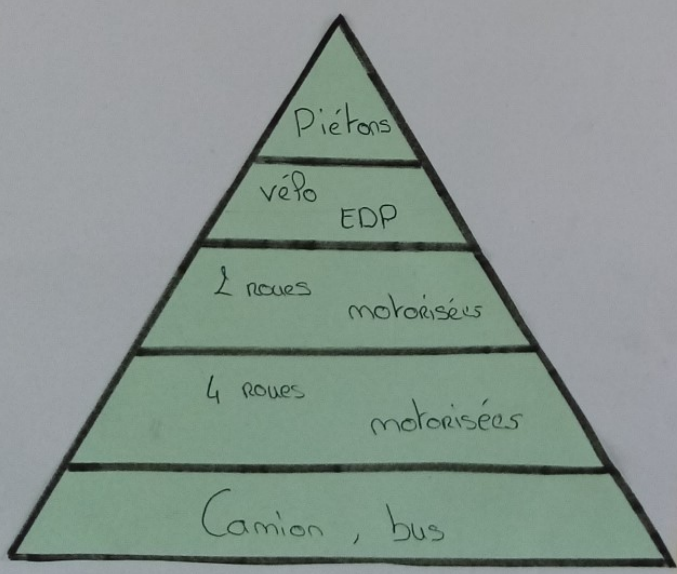 Piétons
vélo
EDP
2 roues
motorisées
4 roues
motorisées
Camion, bus